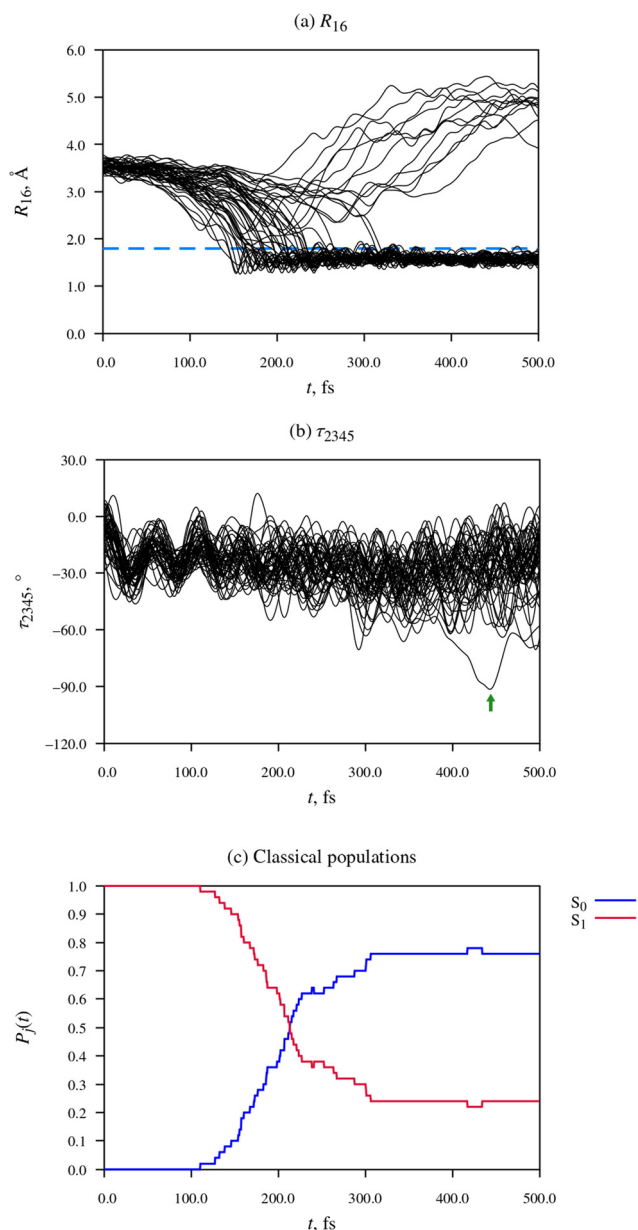 (a) R₁₆
6.0
5.0
4.0
3.0
2.0
1.0
0.0
R₁₆, Å
0.0 100.0 200.0 300.0 400.0 500.0
t, fs
(b) τ₂₃₄₅
30.0
0.0
−30.0
−60.0
−90.0
−120.0
τ₂₃₄₅, °
0.0 100.0 200.0 300.0 400.0 500.0
t, fs
(c) Classical populations
1.0
0.9
0.8
0.7
0.6
0.5
0.4
0.3
0.2
0.1
0.0
Pⱼ(t)
0.0 100.0 200.0 300.0 400.0 500.0
t, fs
S₀
S₁